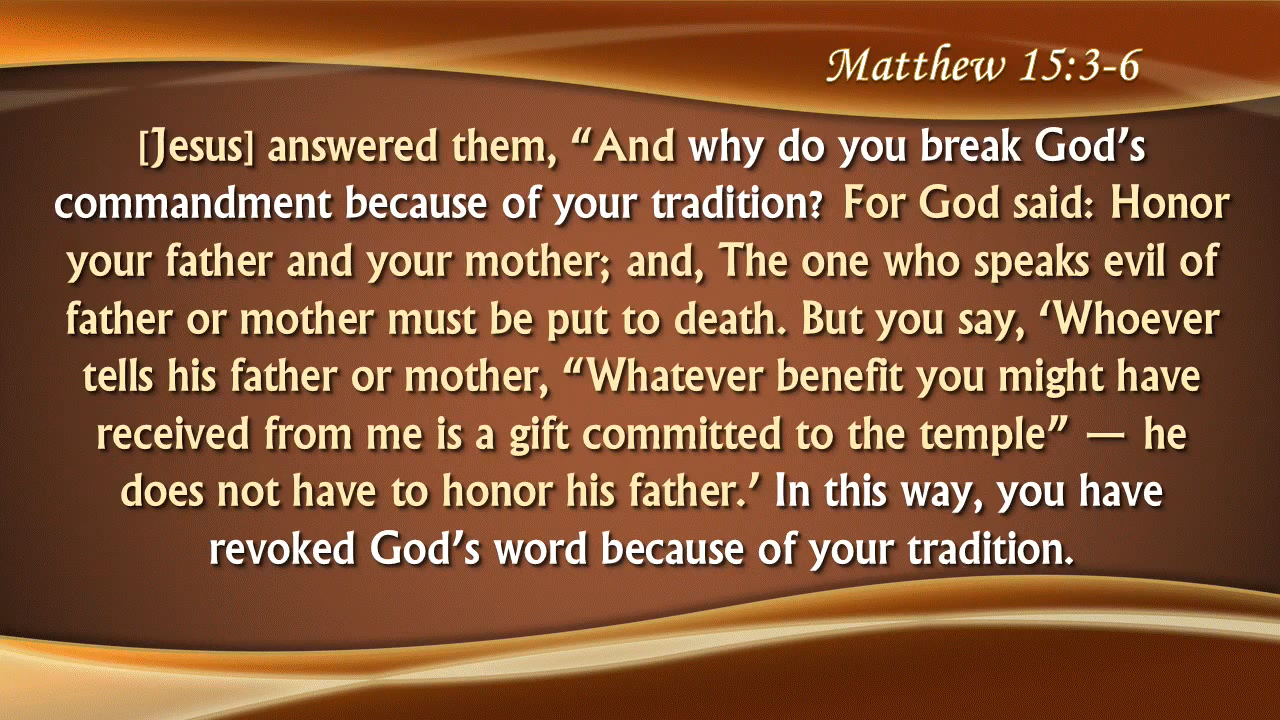 Matthew 15:3-6
[Jesus] answered them, “And why do you break God’s
commandment because of your tradition? For God said: Honor
your father and your mother; and, The one who speaks evil of
father or mother must be put to death. But you say, ‘Whoever
tells his father or mother, “Whatever benefit you might have
received from me is a gift committed to the temple” — he
does not have to honor his father.’ In this way, you have
revoked God’s word because of your tradition.